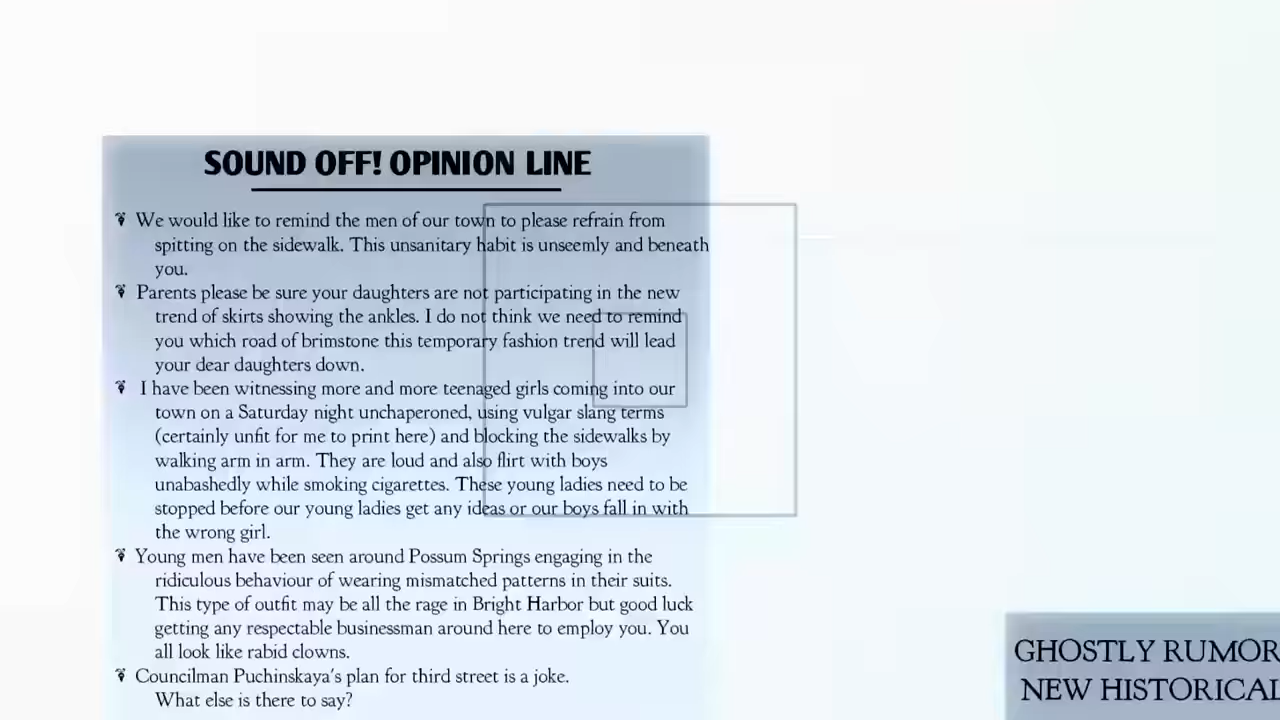 SOUND OFF! OPINION LINE
We would like to remind the men of our town to please refrain from
spitting on the sidewalk. This unsanitary habit is unseemly and beneath
you.
Parents please be sure your daughters are not participating in the new
trend of skirts showing the ankles. I do not think we need to remind
you which road of brimstone this temporary fashion trend will lead
your dear daughters down.
I have been witnessing more and more teenaged girls coming into our
town on a Saturday night unchaperoned, using vulgar slang terms
(certainly unfit for me to print here) and blocking the sidewalks by
walking arm in arm. They are loud and also flirt with boys
unabashedly while smoking cigarettes. These young ladies need to be
stopped before our young ladies get any ideas or our boys fall in with
the wrong girl.
Young men have been seen around Possum Springs engaging in the
ridiculous behaviour of wearing mismatched patterns in their suits.
This type of outfit may be all the rage in Bright Harbor but good luck
getting any respectable businessman around here to employ you. You
all look like rabid clowns.
Councilman Puchinskaya's plan for third street is a joke.
What else is there to say?
GHOSTLY RUMOR
NEW HISTORICAL